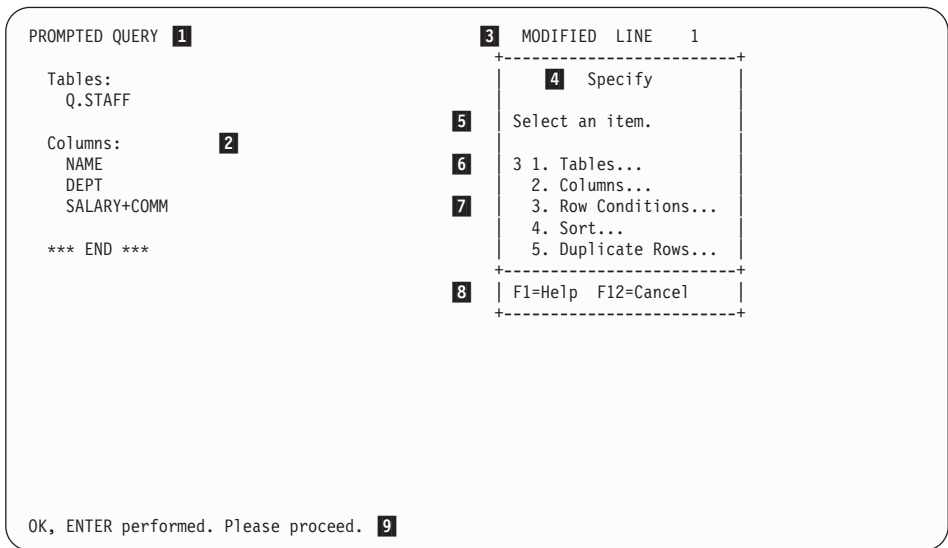 PROMPTED QUERY 1 3 MODIFIED LINE 1
+--------------------------+
Tables: | 4 Specify |
Q.STAFF | |
5 | Select an item. |
Columns: 2 | |
NAME 6 | 3 1. Tables... |
DEPT | 2. Columns... |
SALARY+COMM 7 | 3. Row Conditions... |
| 4. Sort... |
*** END *** | 5. Duplicate Rows... |
+--------------------------+
8 | F1=Help F12=Cancel |
+--------------------------+
OK, ENTER performed. Please proceed. 9